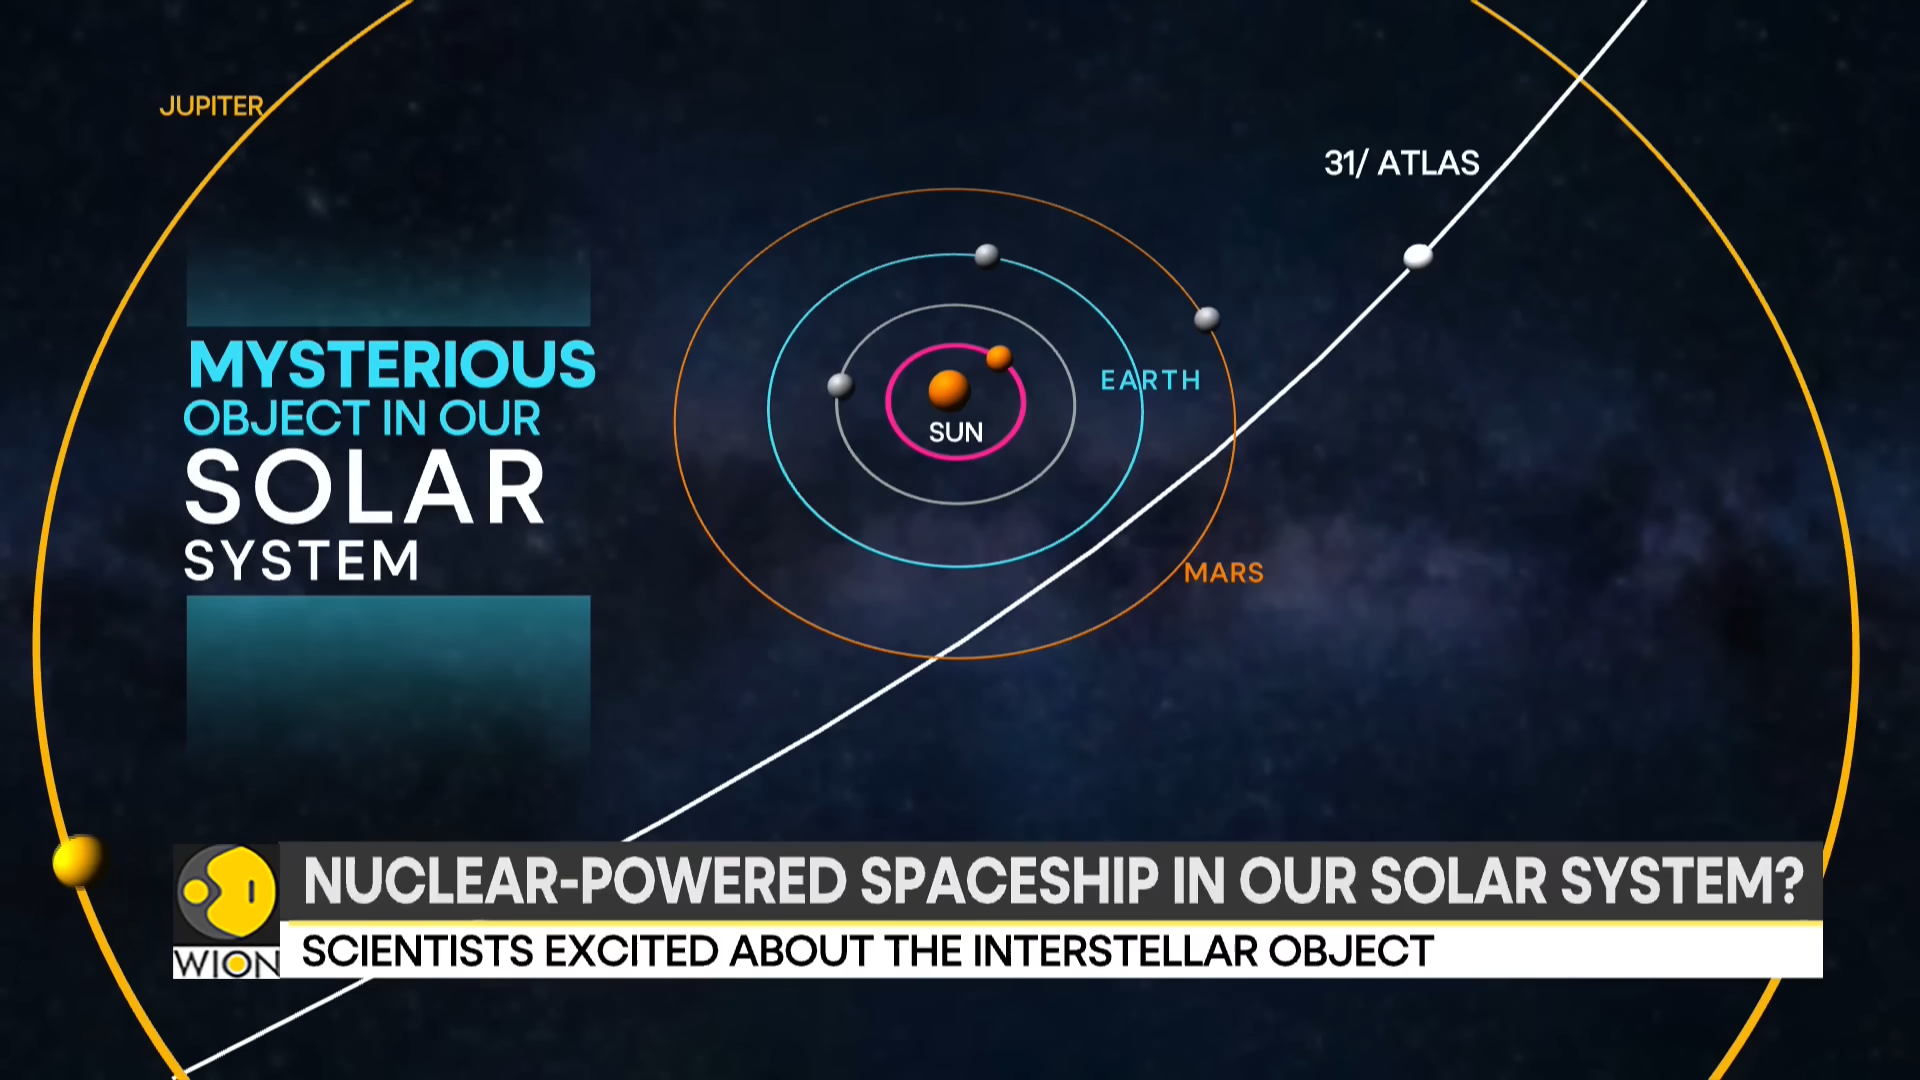 JUPITER
31/ ATLAS
MYSTERIOUS
OBJECT IN OUR
SOLAR
SYSTEM
EARTH
SUN
MARS
NUCLEAR-POWERED SPACESHIP IN OUR SOLAR SYSTEM?
SCIENTISTS EXCITED ABOUT THE INTERSTELLAR OBJECT
WION